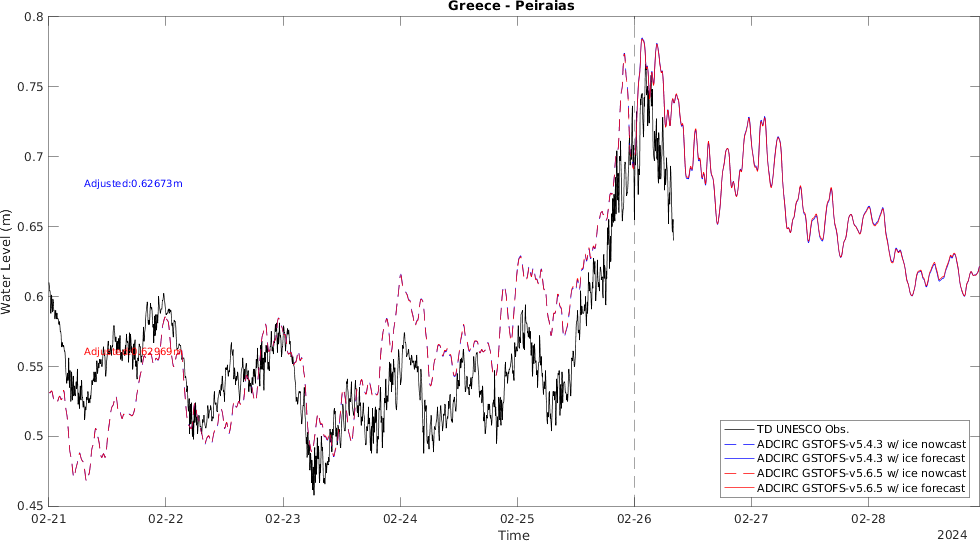 Greece - Peiraias
0.8
0.75
0.7
0.65
0.6
0.55
0.5
0.45
Water Level (m)
Adjusted:0.62673m
Adjusted:0.62969m
TD UNESCO Obs.
ADCIRC GSTOFS-v5.4.3 w/ ice nowcast
ADCIRC GSTOFS-v5.4.3 w/ ice forecast
ADCIRC GSTOFS-v5.6.5 w/ ice nowcast
ADCIRC GSTOFS-v5.6.5 w/ ice forecast
02-21 02-22 02-23 02-24 02-25 02-26 02-27 02-28
Time
2024